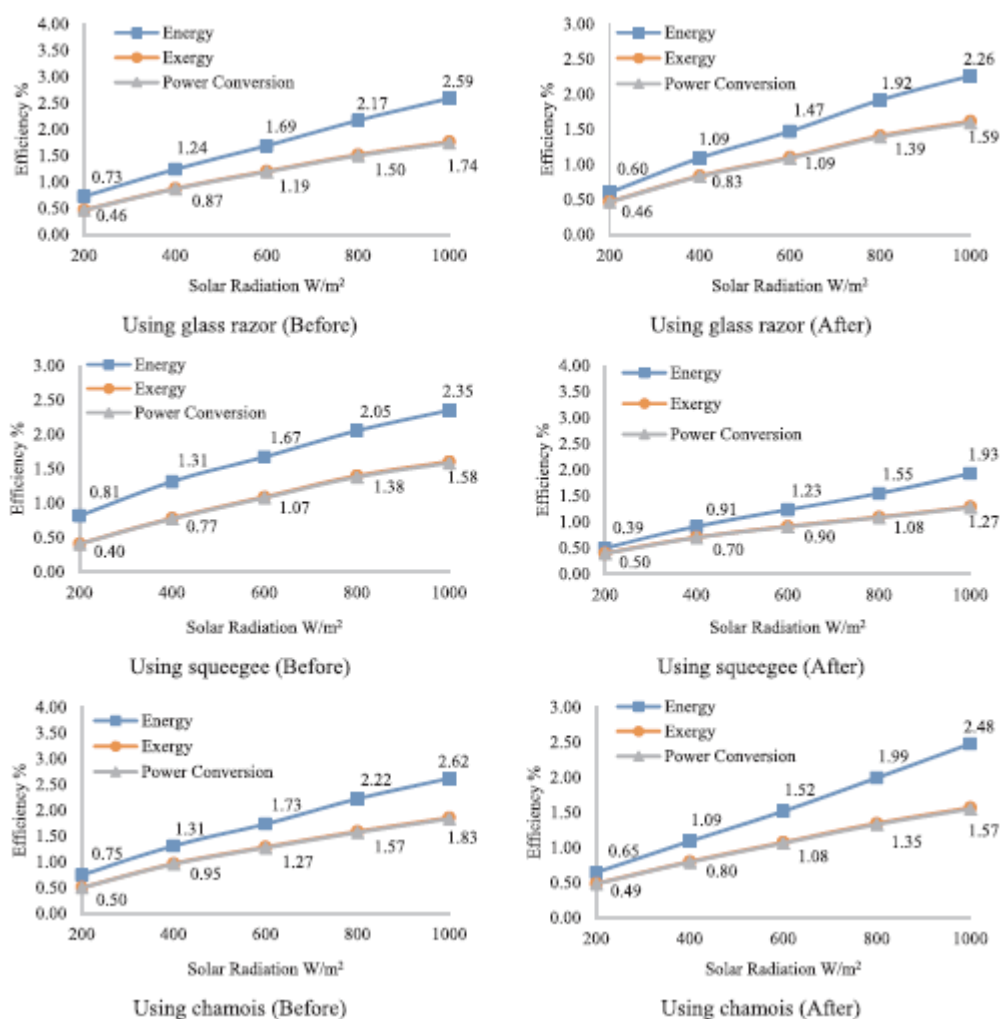 4.00
3.50
3.00
2.50
2.00
1.50
1.00
0.50
0.00
Efficiency %
Energy
Exergy
Power Conversion
0.73
1.24
1.69
2.17
2.59
0.46
0.87
1.19
1.50
1.74
200 400 600 800 1000
Solar Radiation W/m²
Using glass razor (Before)
3.00
2.50
2.00
1.50
1.00
0.50
0.00
Efficiency %
Energy
Exergy
Power Conversion
0.60
1.09
1.47
1.92
2.26
0.46
0.83
1.09
1.39
1.59
200 400 600 800 1000
Solar Radiation W/m²
Using glass razor (After)
3.00
2.50
2.00
1.50
1.00
0.50
0.00
Efficiency %
Energy
Exergy
Power Conversion
0.81
1.31
1.67
2.05
2.35
0.40
0.77
1.07
1.38
1.58
200 400 600 800 1000
Solar Radiation W/m²
Using squeegee (Before)
4.00
3.50
3.00
2.50
2.00
1.50
1.00
0.50
0.00
Efficiency %
Energy
Exergy
Power Conversion
0.39
0.91
1.23
1.55
1.93
0.50
0.70
0.90
1.08
1.27
200 400 600 800 1000
Solar Radiation W/m²
Using squeegee (After)
4.00
3.50
3.00
2.50
2.00
1.50
1.00
0.50
0.00
Efficiency %
Energy
Exergy
Power Conversion
0.75
1.31
1.73
2.22
2.62
0.50
0.95
1.27
1.57
1.83
200 400 600 800 1000
Solar Radiation W/m²
Using chamois (Before)
3.00
2.50
2.00
1.50
1.00
0.50
0.00
Efficiency %
Energy
Exergy
Power Conversion
0.65
1.09
1.52
1.99
2.48
0.49
0.80
1.08
1.35
1.57
200 400 600 800 1000
Solar Radiation W/m²
Using chamois (After)